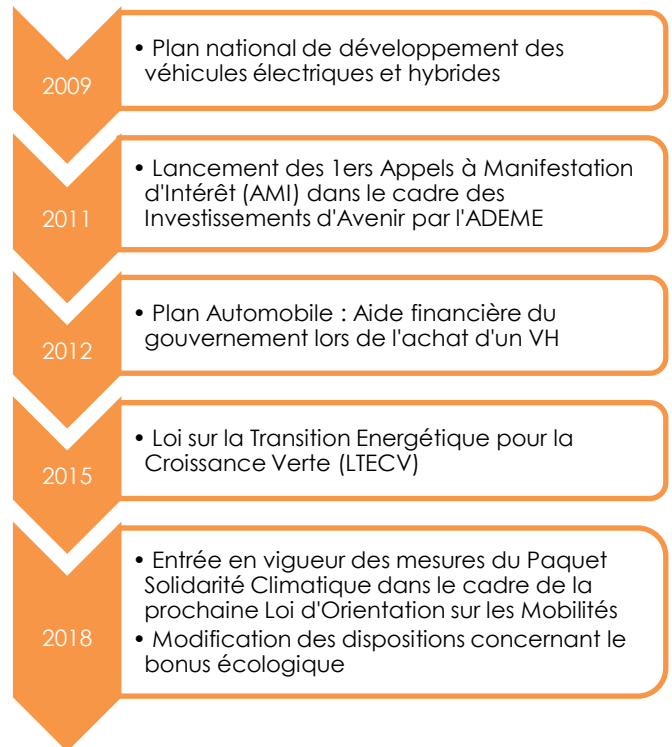 2009
• Plan national de développement des
véhicules électriques et hybrides
2011
• Lancement des 1ers Appels à Manifestation
d'Intérêt (AMI) dans le cadre des
Investissements d'Avenir par l'ADEME
2012
• Plan Automobile : Aide financière du
gouvernement lors de l'achat d'un VH
2015
• Loi sur la Transition Energétique pour la
Croissance Verte (LTECV)
2018
• Entrée en vigueur des mesures du Paquet
Solidarité Climatique dans le cadre de la
prochaine Loi d'Orientation sur les Mobilités
• Modification des dispositions concernant le
bonus écologique